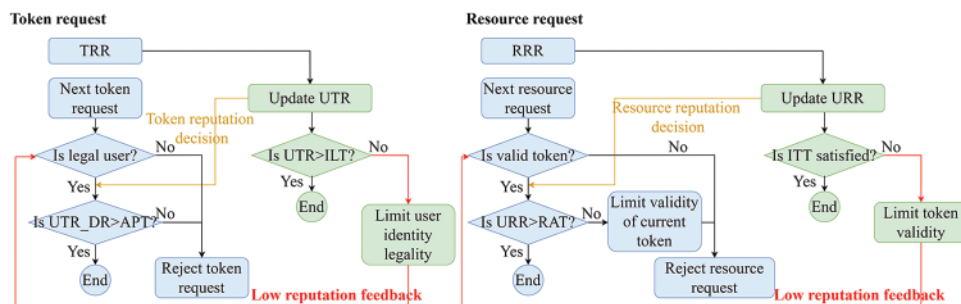 Token request
TRR
Next token
request
Update UTR
Token reputation
decision
Is legal user?
No
Is UTR>ILT?
No
Yes
Yes
End
Is UTR_DR>APT?
No
Limit user
identity
legality
Yes
End
Reject token
request
Low reputation feedback
Resource request
RRR
Next resource
request
Update URR
Resource reputation
decision
Is valid token?
No
Is ITT satisfied?
No
Yes
Yes
End
Is URR>RAT?
No
Limit validity
of current
token
Limit token
validity
Yes
End
Reject resource
request
Low reputation feedback